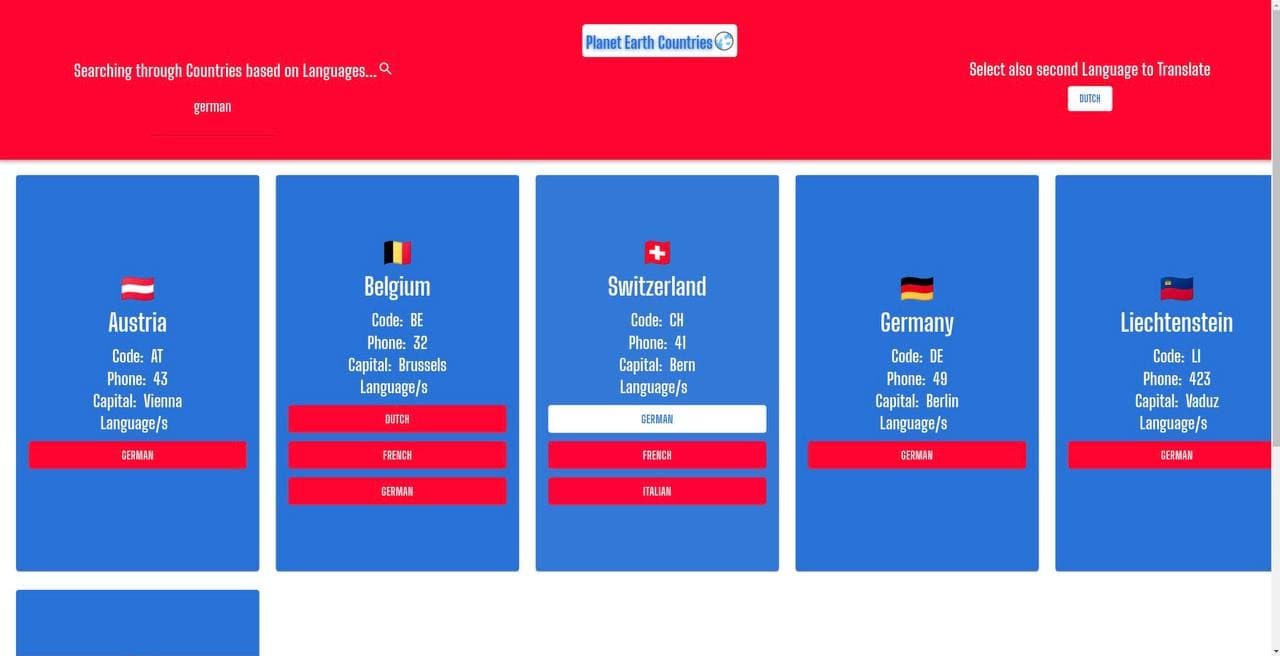 Planet Earth Countries
Searching through Countries based on Languages...
german
Select also second Language to Translate
DUTCH
Austria
Code: AT
Phone: 43
Capital: Vienna
Language/s
GERMAN
Belgium
Code: BE
Phone: 32
Capital: Brussels
Language/s
DUTCH
FRENCH
GERMAN
Switzerland
Code: CH
Phone: 41
Capital: Bern
Language/s
GERMAN
FRENCH
ITALIAN
Germany
Code: DE
Phone: 49
Capital: Berlin
Language/s
GERMAN
Liechtenstein
Code: LI
Phone: 423
Capital: Vaduz
Language/s
GERMAN